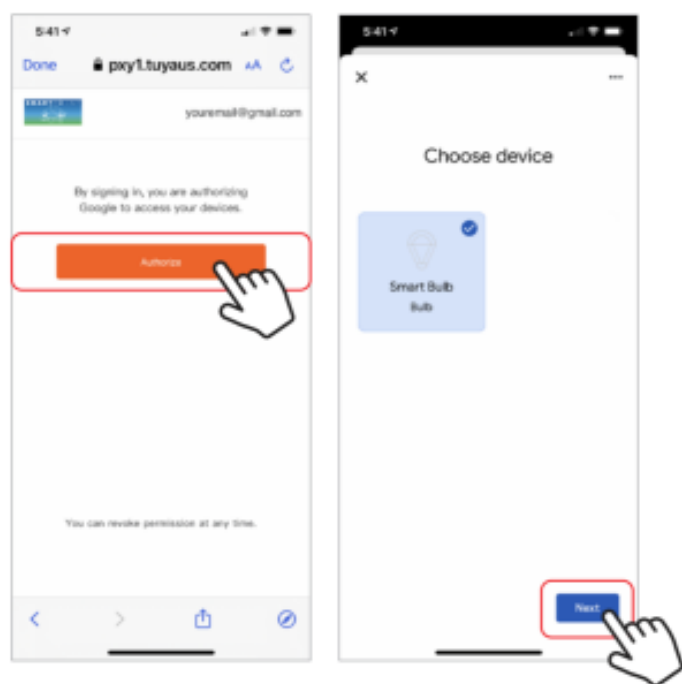 5:41
Done
pxy1.tuyaus.com
AA
youremail@gmail.com
By signing in, you are authorizing
Google to access your devices.
Authorize
You can revoke permission at any time.
5:41
Choose device
Smart Bulb
Bulb
Next